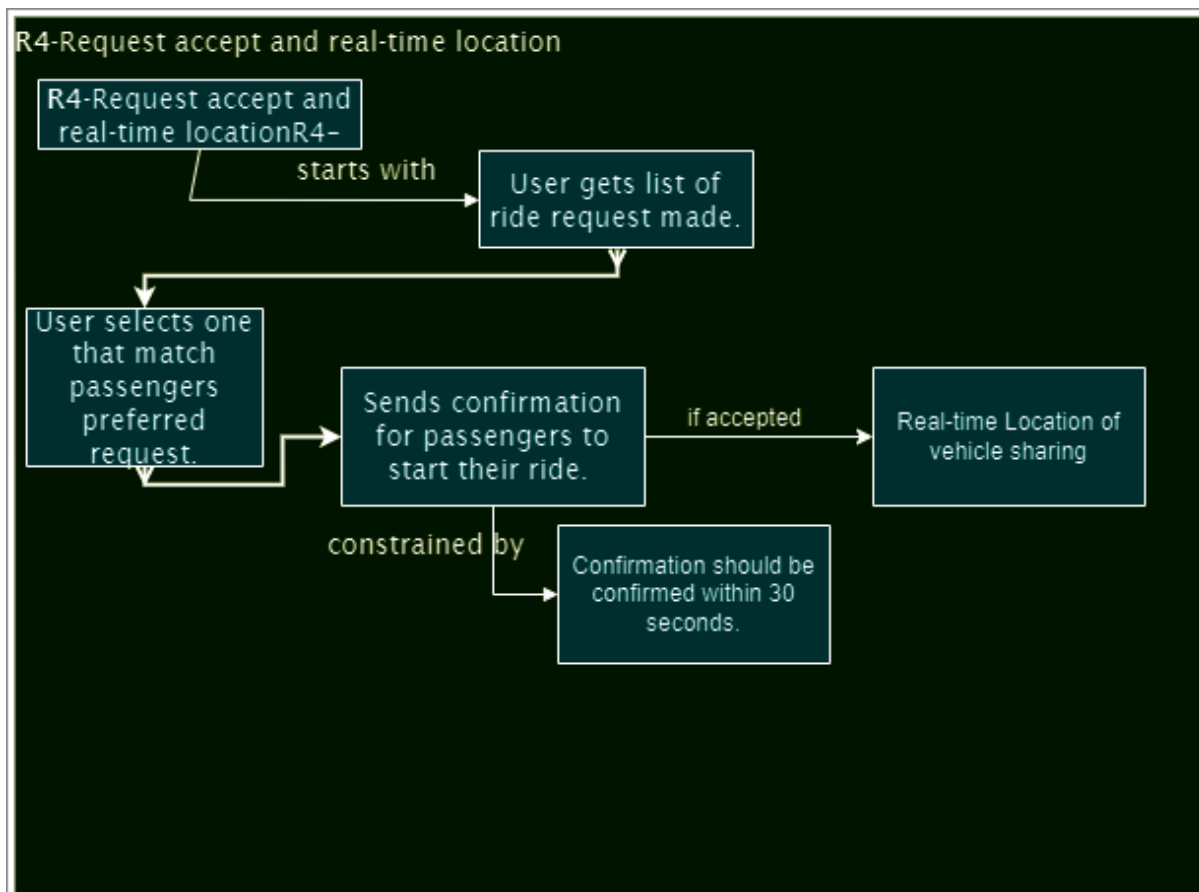 R4-Request accept and real-time location
R4-Request accept and
real-time locationR4–
starts with
User gets list of
ride request made.
User selects one
that match
passengers
preferred
request.
Sends confirmation
for passengers to
start their ride.
if accepted
Real-time Location of
vehicle sharing
constrained by
Confirmation should be
confirmed within 30
seconds.